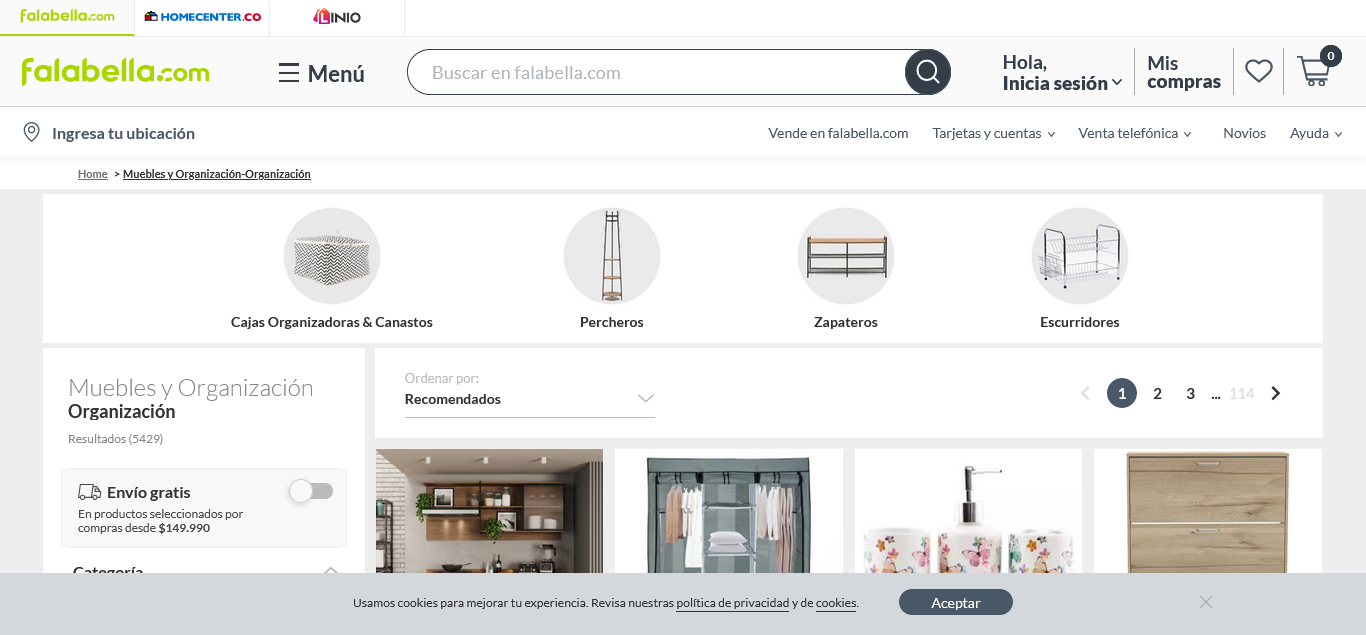 falabella.com
HOMECENTER.CO
LINIO
falabella.com
Menú
Buscar en falabella.com
Hola,
Inicia sesión
Mis
compras
0
Ingresa tu ubicación
Vende en falabella.com
Tarjetas y cuentas
Venta telefónica
Novios
Ayuda
Home > Muebles y Organización-Organización
Cajas Organizadoras & Canastos
Percheros
Zapateros
Escurridores
Muebles y Organización
Organización
Resultados (5429)
Ordenar por:
Recomendados
1 2 3 ... 114
Envío gratis
En productos seleccionados por
compras desde $149.990
Categoría
Usamos cookies para mejorar tu experiencia. Revisa nuestras política de privacidad y de cookies.
Aceptar